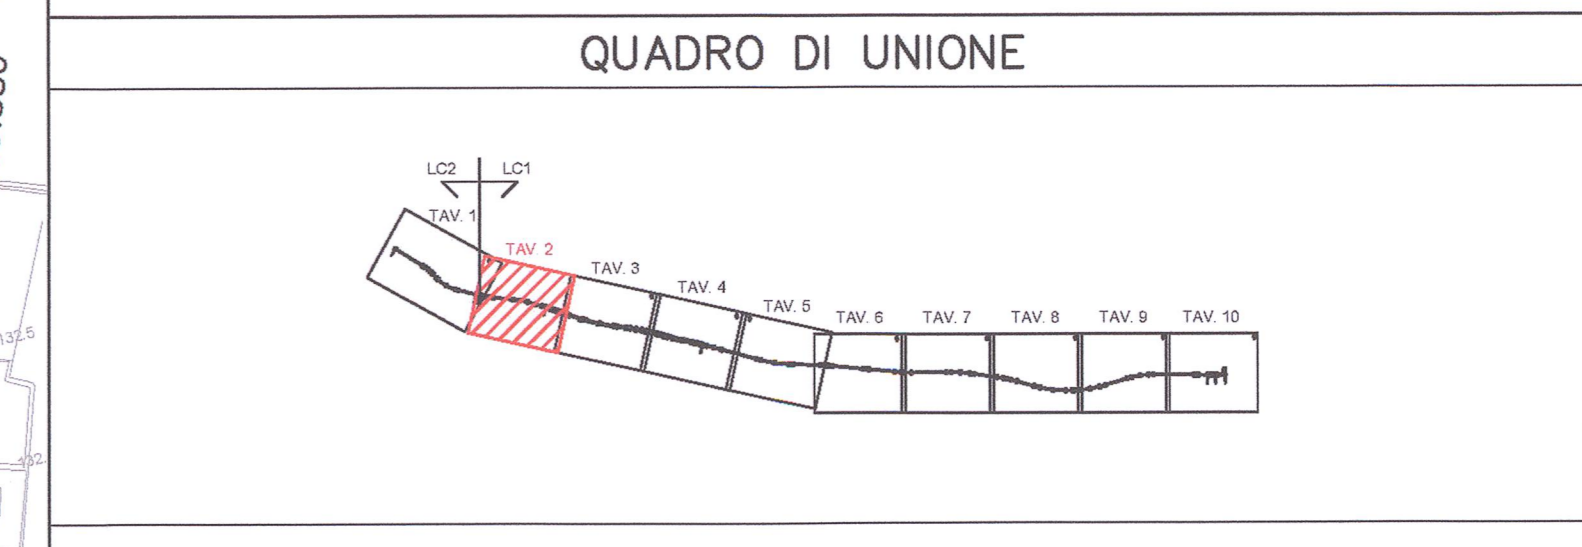 QUADRO DI UNIONE
LC2 LC1
TAV. 1
TAV. 2
TAV. 3
TAV. 4
TAV. 5
TAV. 6
TAV. 7
TAV. 8
TAV. 9
TAV. 10
132.5